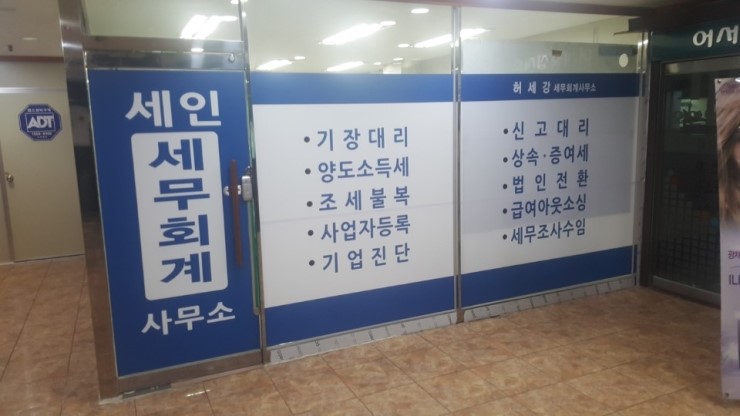 세인
세무회계
사무소
ADT
• 기장대리
• 양도소득세
• 조세불복
• 사업자등록
• 기업진단
허세강 세무회계사무소
• 신고대리
• 상속·증여세
• 법인전환
• 급여아웃소싱
• 세무조사수임
어세